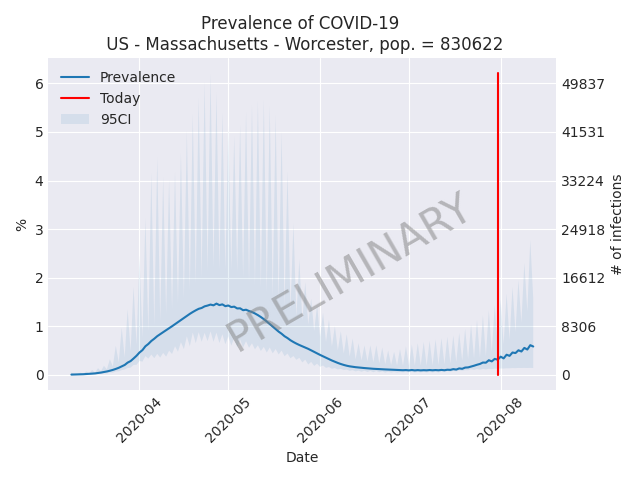 Prevalence of COVID-19
US - Massachusetts - Worcester, pop. = 830622
Prevalence
Today
95CI
6
5
4
3
2
1
0
%
49837
41531
33224
24918
16612
8306
0
# of infections
PRELIMINARY
2020-04
2020-05
2020-06
2020-07
2020-08
Date